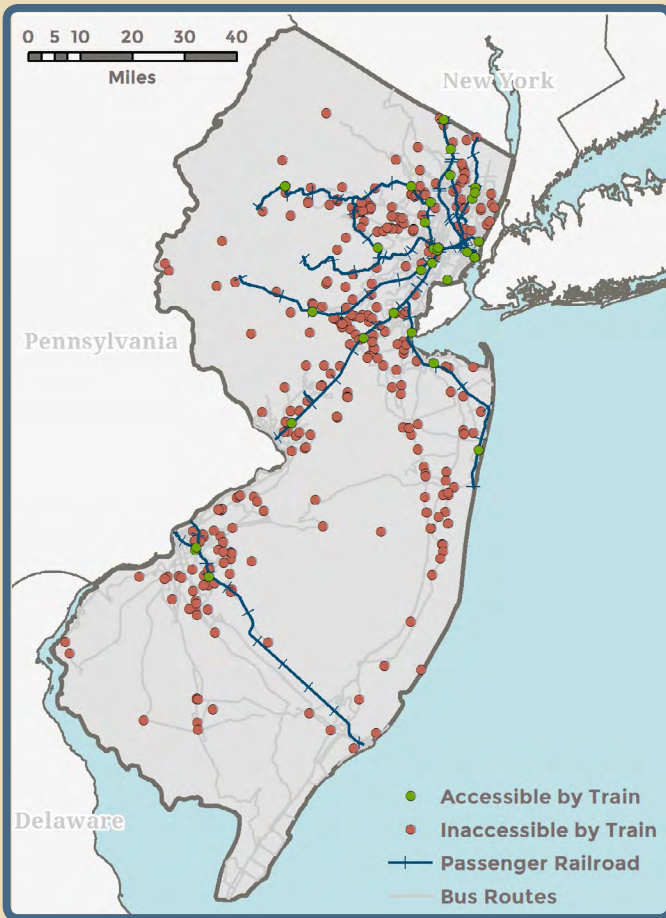 0 5 10 20 30 40
Miles
New York
Pennsylvania
Delaware
Accessible by Train
Inaccessible by Train
Passenger Railroad
Bus Routes